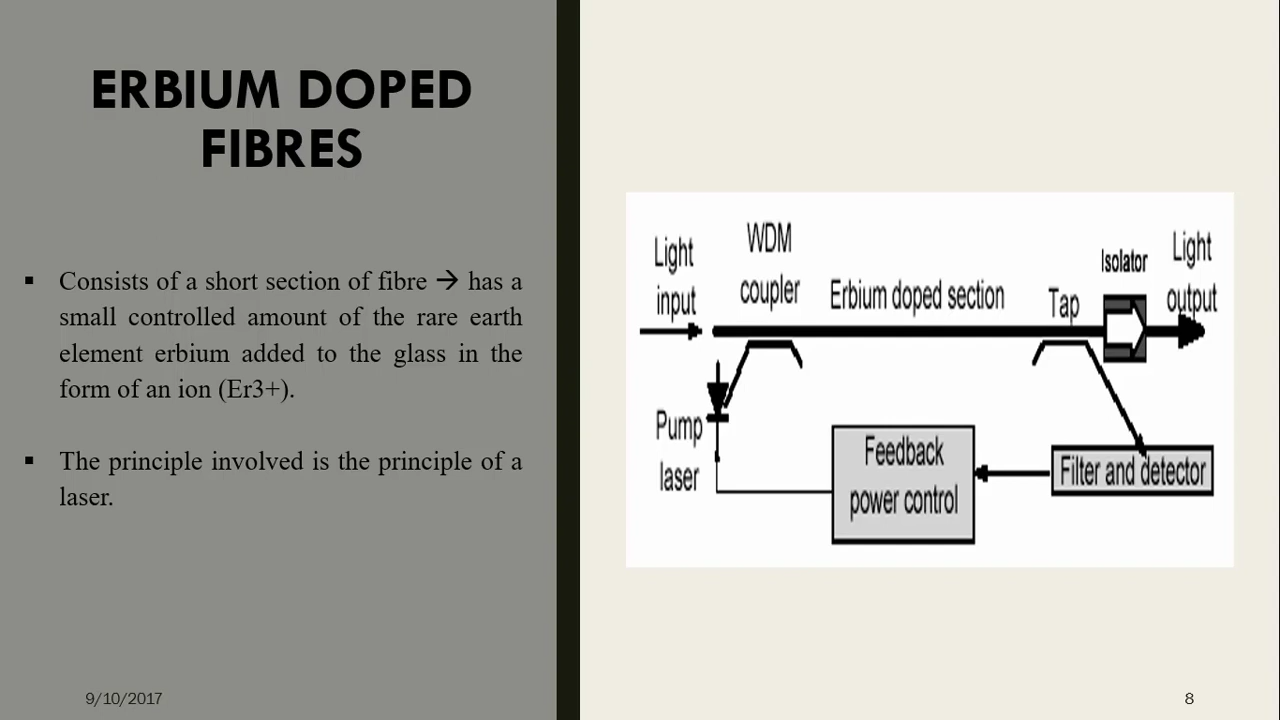 ERBIUM DOPED
FIBRES
▪ Consists of a short section of fibre → has a
small controlled amount of the rare earth
element erbium added to the glass in the
form of an ion (Er3+).
▪ The principle involved is the principle of a
laser.
Light
input
WDM
coupler
Erbium doped section
Tap
Isolator
Light
output
Pump
laser
Feedback
power control
Filter and detector
9/10/2017
8